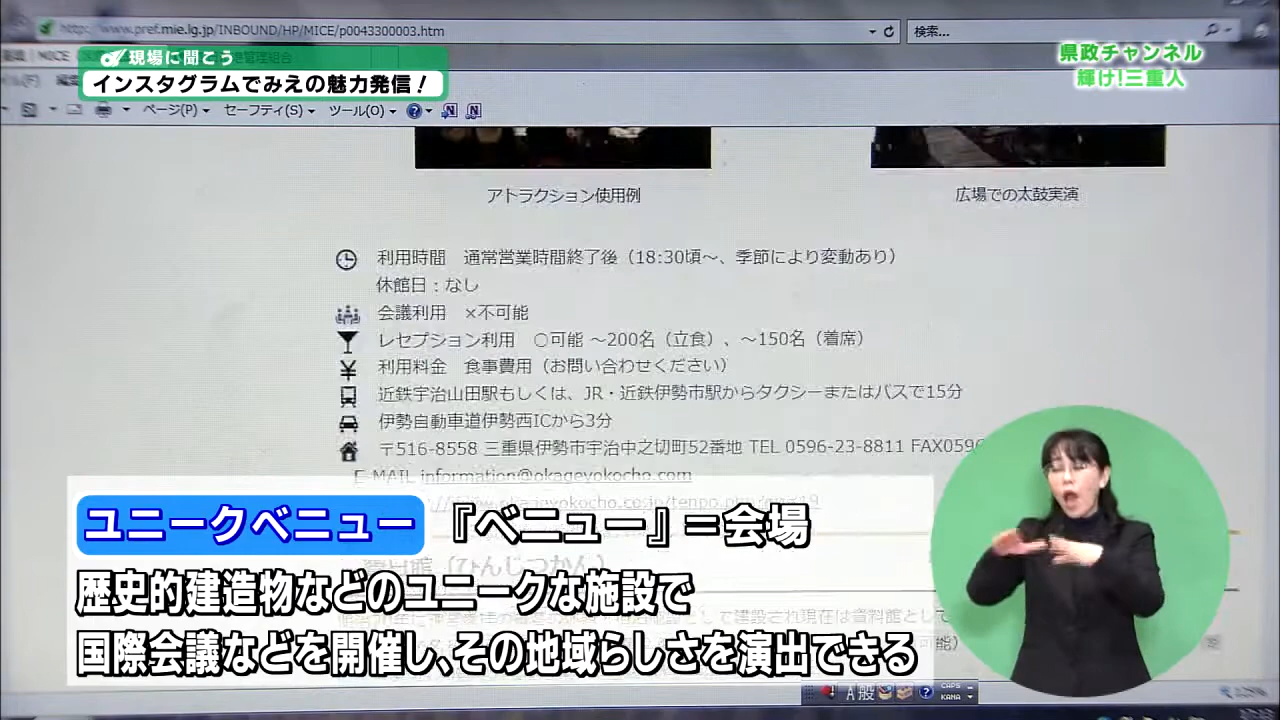 http://www.pref.mie.lg.jp/INBOUND/HP/MICE/p0043300003.htm
検索...
現場に聞こう
インスタグラムでみえの魅力発信！
県政チャンネル
輝け！三重人
ページ(P) セーフティ(S) ツール(O)
アトラクション使用例
広場での太鼓実演
利用時間　通常営業時間終了後（18:30頃～、季節により変動あり）
休館日：なし
会議利用　×不可能
レセプション利用　○可能 ～200名（立食）、～150名（着席）
利用料金　食事費用（お問い合わせください）
近鉄宇治山田駅もしくは、JR・近鉄伊勢市駅からタクシーまたはバスで15分
伊勢自動車道伊勢西ICから3分
〒516-8558 三重県伊勢市宇治中之切町52番地 TEL 0596-23-8811 FAX0596
E-MAIL information@okageyokocho.com
ユニークベニュー 『ベニュー』＝会場
（ひんじつかん）
歴史的建造物などのユニークな施設で
国際会議などを開催し、その地域らしさを演出できる
A 般
CAPS
KANA